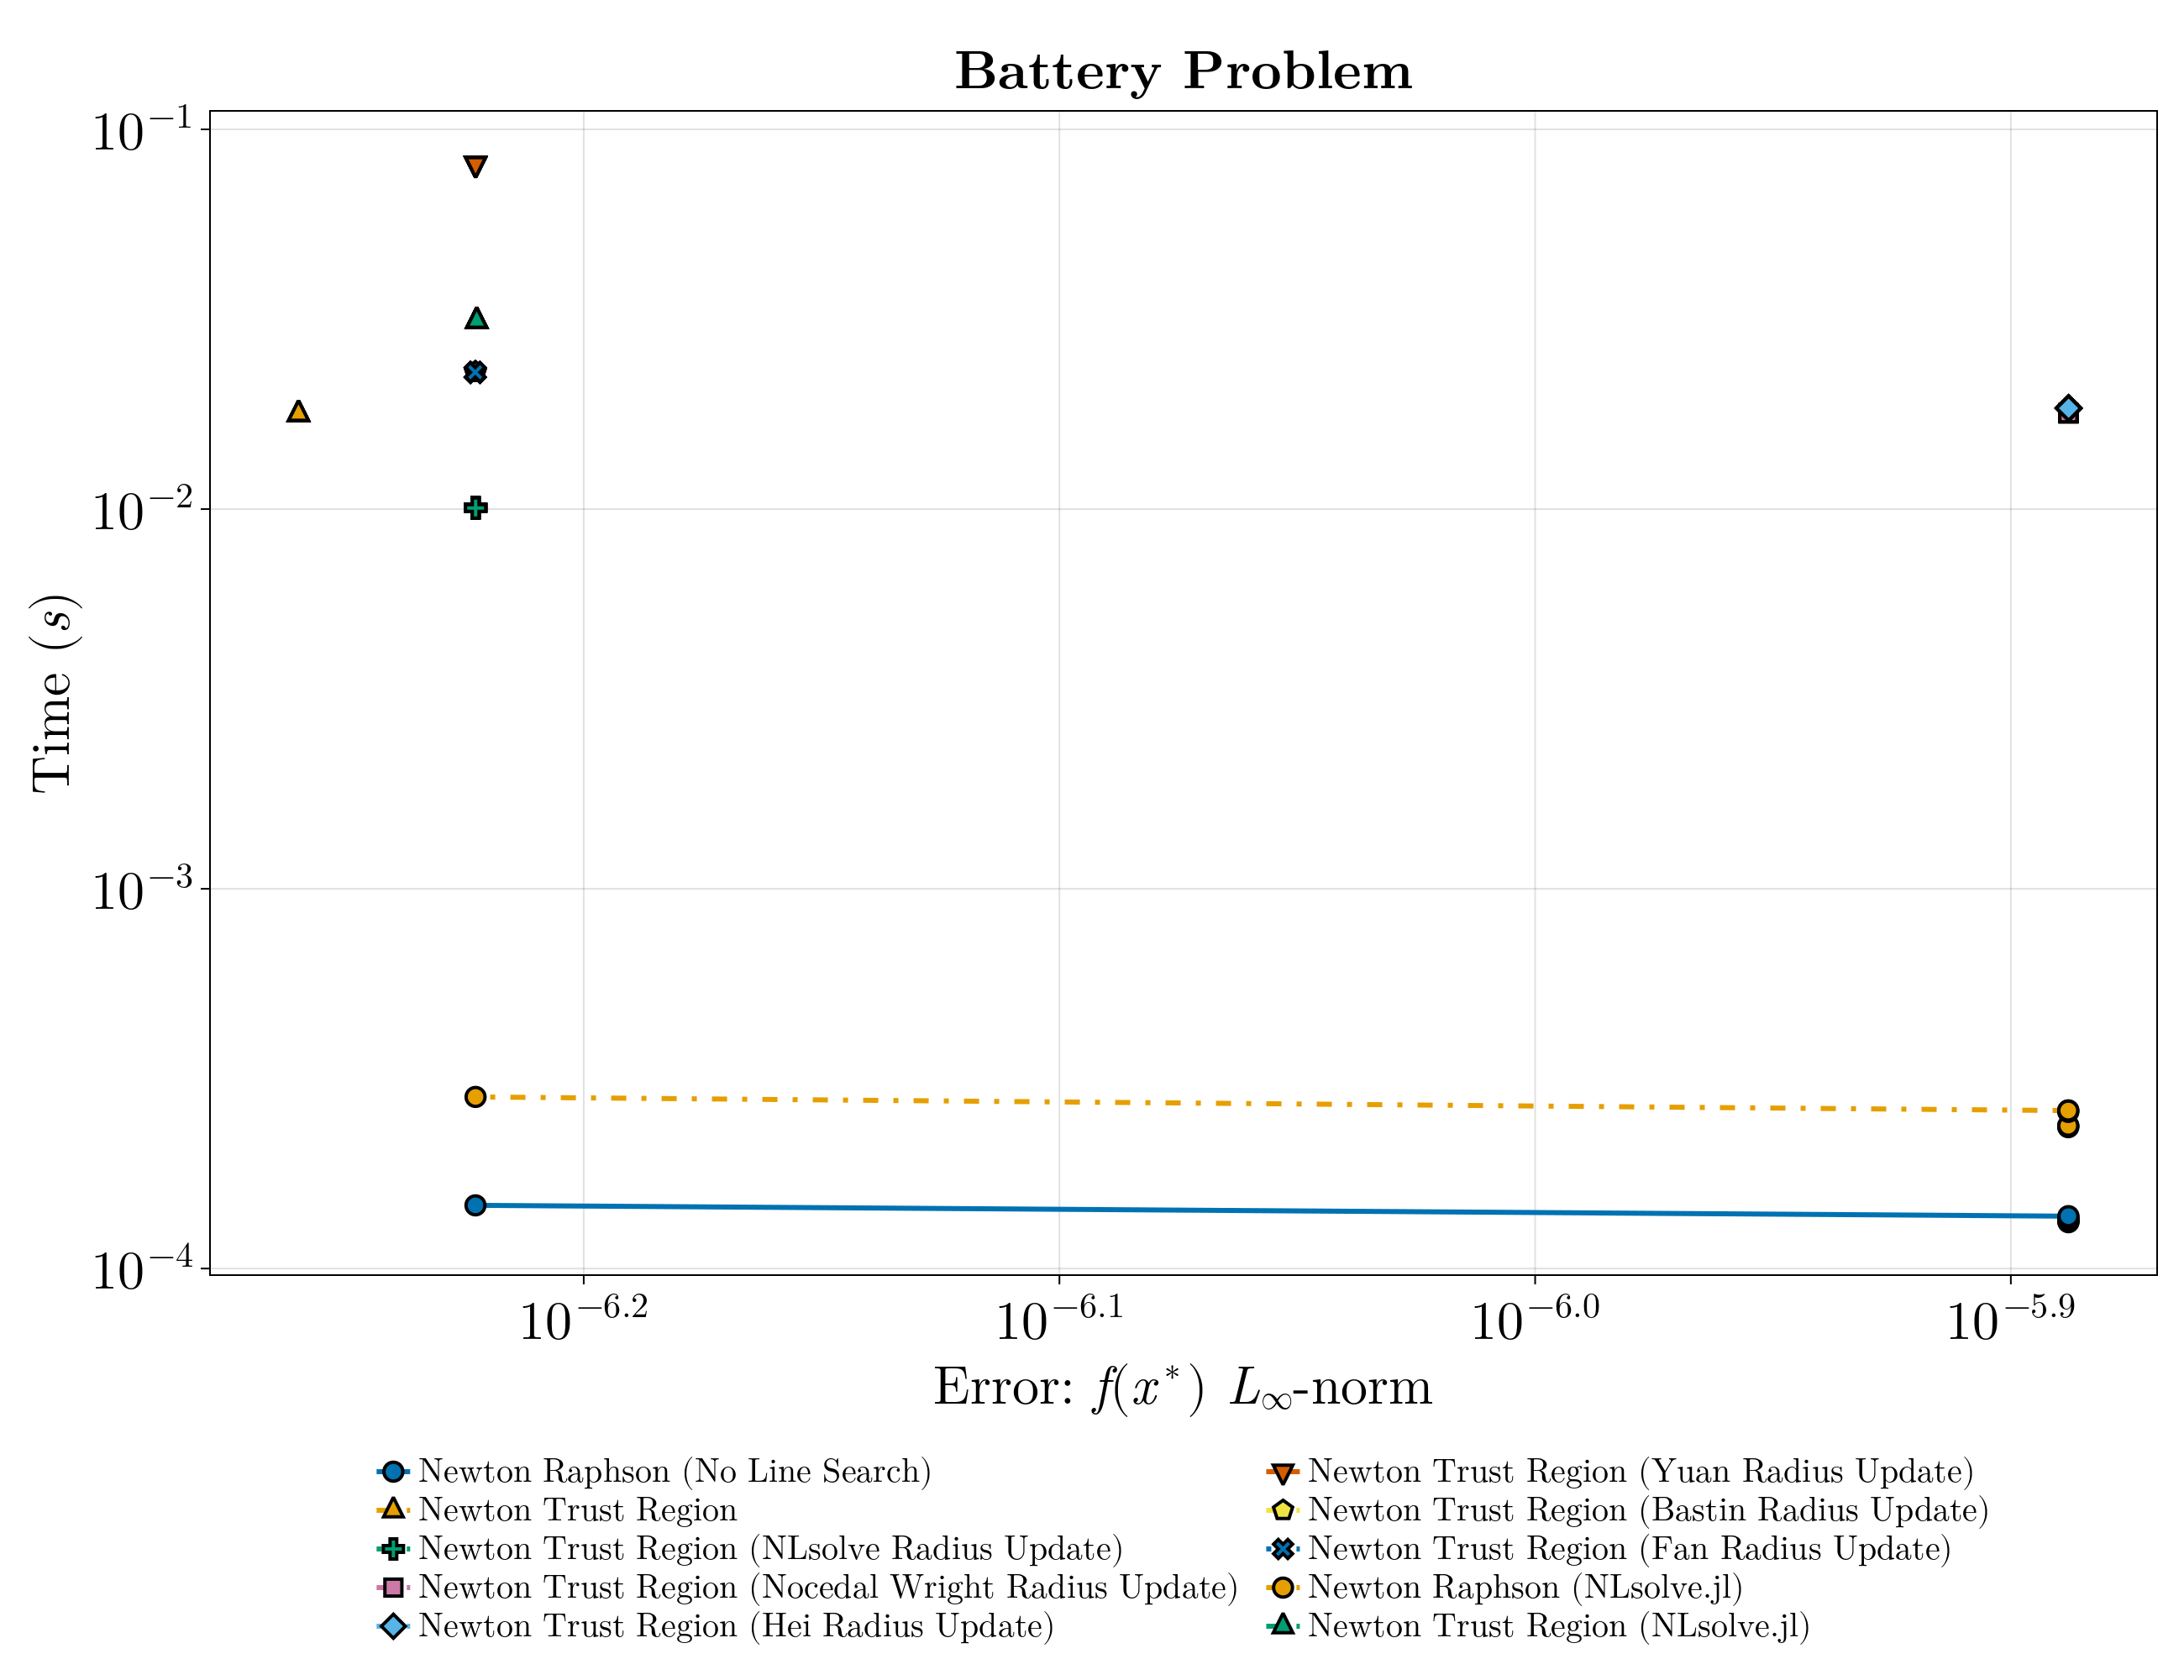 Battery Problem
10⁻¹
10⁻²
10⁻³
10⁻⁴
Time (s)
10⁻⁶·² 10⁻⁶·¹ 10⁻⁶·⁰ 10⁻⁵·⁹
Error: f(x*) L∞-norm
Newton Raphson (No Line Search)
Newton Trust Region
Newton Trust Region (NLsolve Radius Update)
Newton Trust Region (Nocedal Wright Radius Update)
Newton Trust Region (Hei Radius Update)
Newton Trust Region (Yuan Radius Update)
Newton Trust Region (Bastin Radius Update)
Newton Trust Region (Fan Radius Update)
Newton Raphson (NLsolve.jl)
Newton Trust Region (NLsolve.jl)